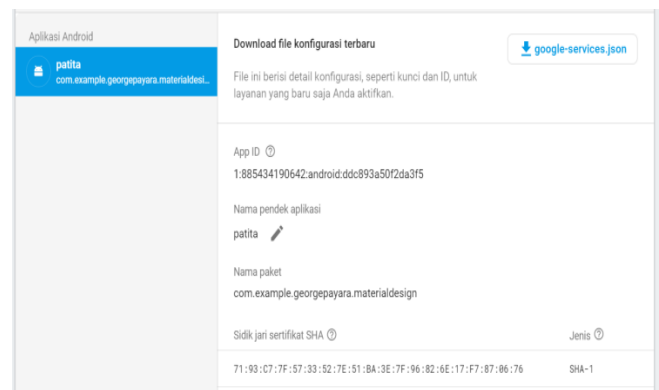 Aplikasi Android
patita
com.example.georgepayara.materialdesi...
Download file konfigurasi terbaru
google-services.json
File ini berisi detail konfigurasi, seperti kunci dan ID, untuk
layanan yang baru saja Anda aktifkan.
App ID
1:885434190642:android:ddc893a50f2da3f5
Nama pendek aplikasi
patita
Nama paket
com.example.georgepayara.materialdesign
Sidik jari sertifikat SHA
Jenis
71:93:C7:7F:57:33:52:7E:51:BA:3E:7F:96:82:6E:17:F7:87:06:76
SHA-1